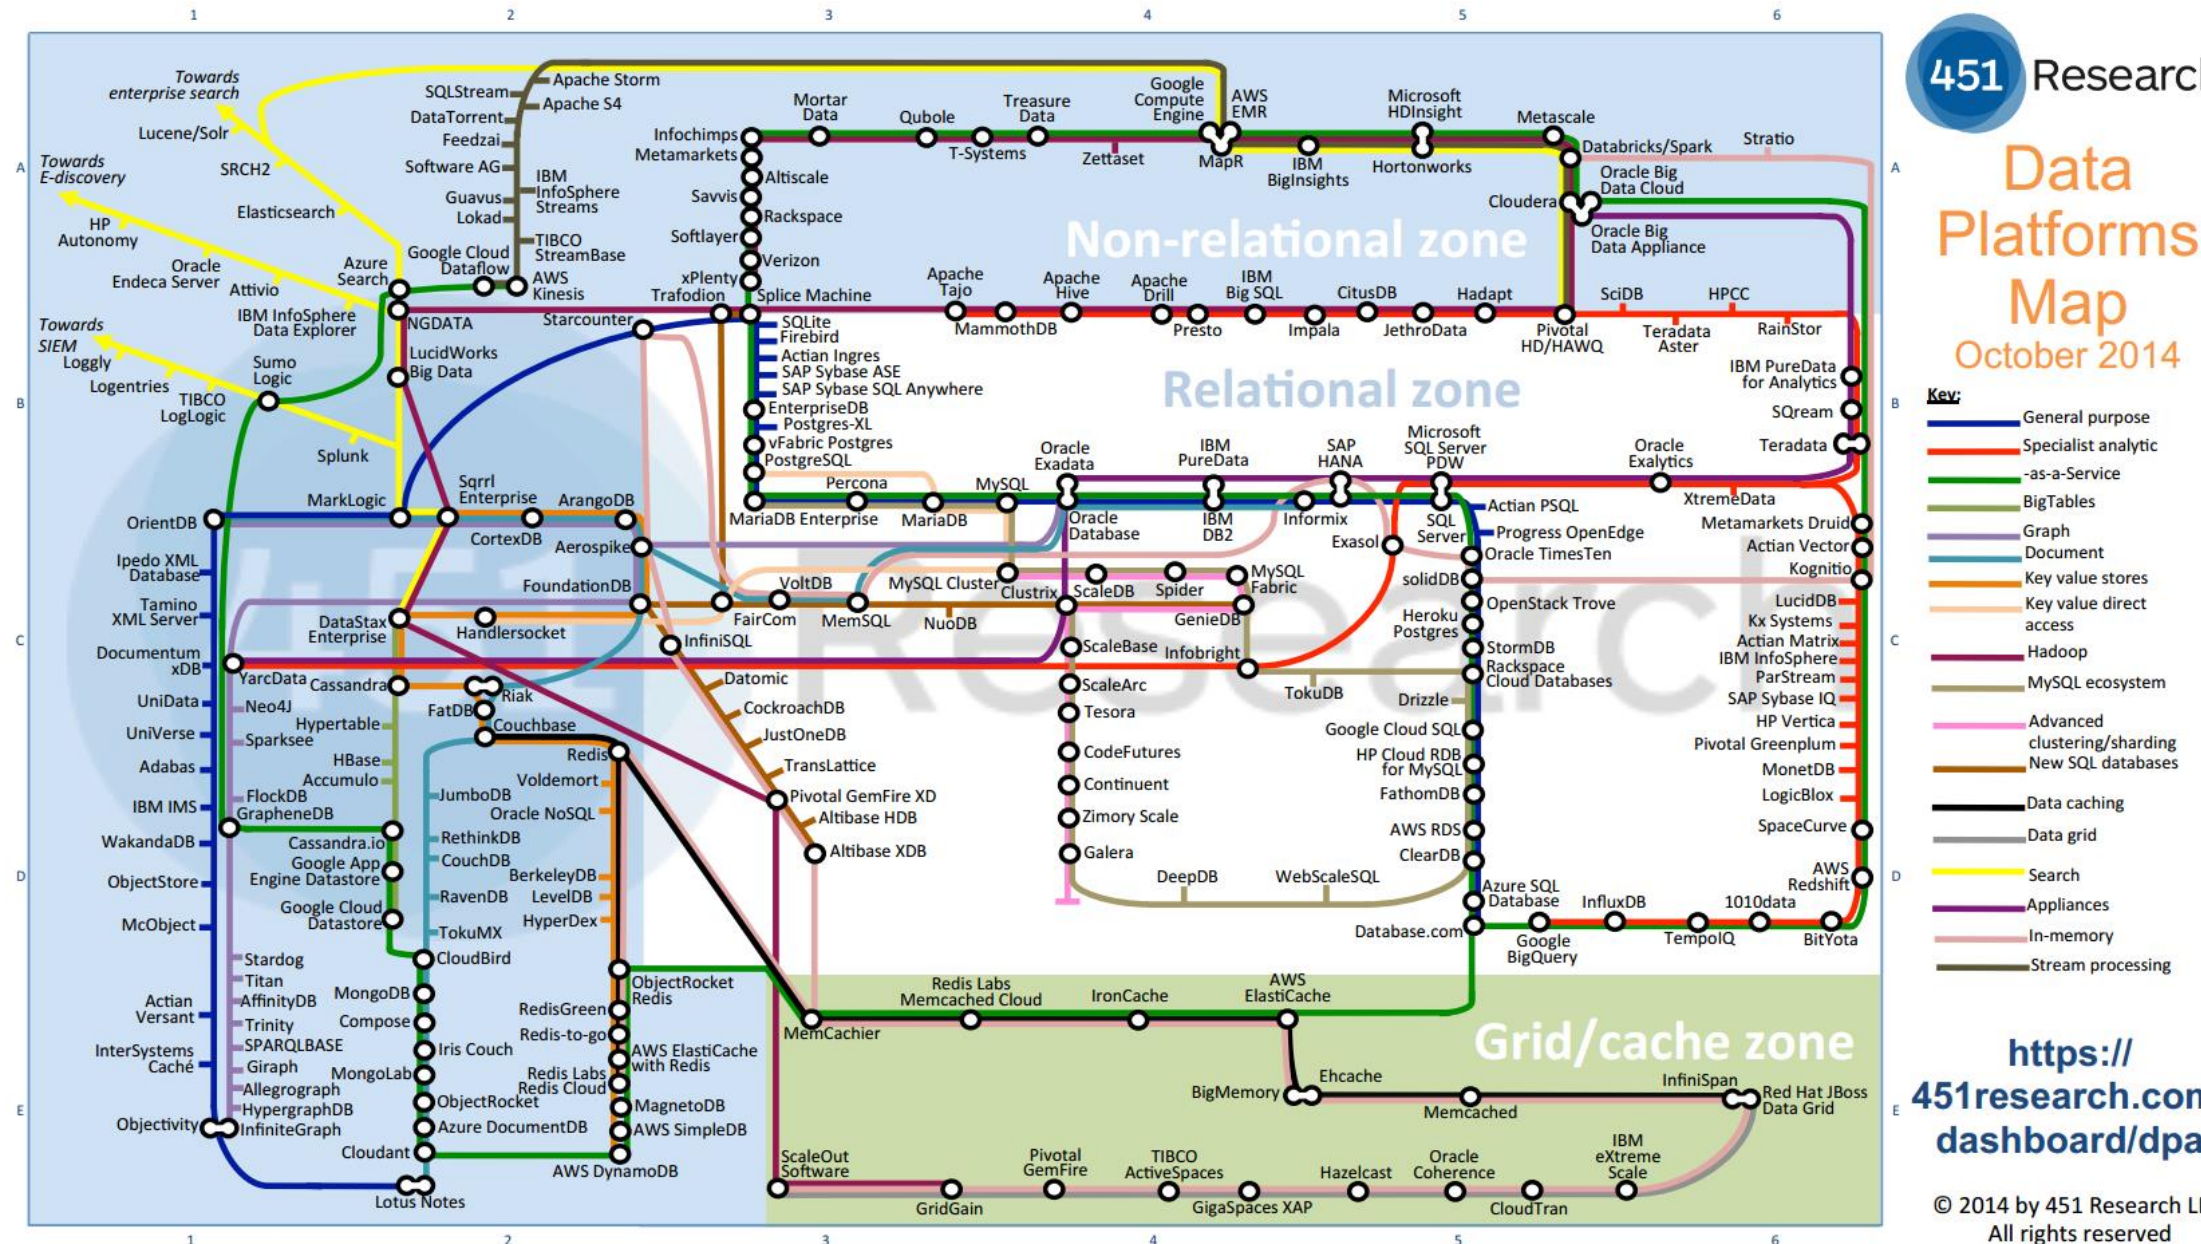 1 2 3 4 5 6
Towards
enterprise search
Lucene/Solr
SRCH2
Towards
E-discovery
Elasticsearch
HP
Autonomy
Oracle
Endeca Server
Attivio
IBM InfoSphere
Data Explorer
Azure
Search
NGDATA
Towards
SIEM
Loggly
Logentries
TIBCO
LogLogic
Sumo
Logic
Splunk
LucidWorks
Big Data
SQLStream
DataTorrent
Feedzai
Software AG
Guavus
Lokad
Google Cloud
Dataflow
Apache Storm
Apache S4
IBM
InfoSphere
Streams
TIBCO
StreamBase
AWS
Kinesis
Infochimps
Metamarkets
Altiscale
Savvis
Rackspace
Softlayer
Verizon
xPlenty
Trafodion
Splice Machine
Starcounter
Mortar
Data
Qubole
T-Systems
Treasure
Data
Zettaset
Google
Compute
Engine
AWS
EMR
MapR
IBM
BigInsights
Microsoft
HDInsight
Hortonworks
Metascale
Databricks/Spark
Stratio
Oracle Big
Data Cloud
Cloudera
Oracle Big
Data Appliance
Non-relational zone
A
A
Apache
Tajo
MammothDB
Apache
Hive
Apache
Drill
Presto
IBM
Big SQL
Impala
CitusDB
JethroData
Hadapt
Pivotal
HD/HAWQ
SciDB
Teradata
Aster
HPCC
RainStor
SQLite
Firebird
Actian Ingres
SAP Sybase ASE
SAP Sybase SQL Anywhere
EnterpriseDB
Postgres-XL
vFabric Postgres
PostgreSQL
Relational zone
B
B
IBM PureData
for Analytics
SQream
Teradata
MariaDB Enterprise
Percona
MariaDB
MySQL
Oracle
Exadata
Oracle
Database
IBM
PureData
IBM
DB2
Informix
SAP
HANA
Microsoft
SQL Server
PDW
SQL
Server
Oracle
Exalytics
XtremeData
Actian PSQL
Progress OpenEdge
Exasol
Oracle TimesTen
solidDB
OpenStack Trove
Heroku
Postgres
StormDB
Rackspace
Cloud Databases
Drizzle
Google Cloud SQL
HP Cloud RDB
for MySQL
FathomDB
AWS RDS
ClearDB
Azure SQL
Database
Database.com
Metamarkets Druid
Actian Vector
Kognitio
LucidDB
Kx Systems
Actian Matrix
IBM InfoSphere
ParStream
SAP Sybase IQ
HP Vertica
Pivotal Greenplum
MonetDB
LogicBlox
SpaceCurve
AWS
Redshift
Google
BigQuery
InfluxDB
TempoIQ
1010data
BitYota
MarkLogic
Sqrrl
Enterprise
CortexDB
ArangoDB
Aerospike
FoundationDB
OrientDB
Ipedo XML
Database
Tamino
XML Server
Documentum
xDB
UniData
UniVerse
Adabas
IBM IMS
WakandaDB
ObjectStore
McObject
Actian
Versant
InterSystems
Caché
Objectivity
YarcData
Neo4J
Sparksee
FlockDB
GrapheneDB
Stardog
Titan
AffinityDB
Trinity
SPARQLBASE
Giraph
Allegrograph
HypergraphDB
InfiniteGraph
DataStax
Enterprise
Handlersocket
Cassandra
Riak
FatDB
Couchbase
Hypertable
HBase
Accumulo
Cassandra.io
Google App
Engine Datastore
Google Cloud
Datastore
JumboDB
RethinkDB
CouchDB
RavenDB
TokuMX
CloudBird
MongoDB
Compose
Iris Couch
MongoLab
ObjectRocket
Azure DocumentDB
Cloudant
Lotus Notes
Redis
Voldemort
Oracle NoSQL
BerkeleyDB
LevelDB
HyperDex
ObjectRocket
Redis
RedisGreen
Redis-to-go
AWS ElastiCache
with Redis
Redis Labs
Redis Cloud
MagnetoDB
AWS SimpleDB
AWS DynamoDB
451 Research
VoltDB
FairCom
MemSQL
NuoDB
InfiniSQL
Datomic
CockroachDB
JustOneDB
TransLattice
Pivotal GemFire XD
Altibase HDB
Altibase XDB
MySQL Cluster
Clustrix
ScaleDB
Spider
MySQL
Fabric
GenieDB
ScaleBase
Infobright
TokuDB
ScaleArc
Tesora
CodeFutures
Continuent
Zimory Scale
Galera
DeepDB
WebScaleSQL
C
C
D
D
MemCachier
Redis Labs
Memcached Cloud
IronCache
AWS
ElastiCache
Grid/cache zone
BigMemory
Ehcache
Memcached
InfiniSpan
Red Hat JBoss
Data Grid
E
E
ScaleOut
Software
GridGain
Pivotal
GemFire
TIBCO
ActiveSpaces
GigaSpaces XAP
Hazelcast
Oracle
Coherence
CloudTran
IBM
eXtreme
Scale
1 2 3 4 5 6
451 Research
Data
Platforms
Map
October 2014
Key:
General purpose
Specialist analytic
-as-a-Service
BigTables
Graph
Document
Key value stores
Key value direct
access
Hadoop
MySQL ecosystem
Advanced
clustering/sharding
New SQL databases
Data caching
Data grid
Search
Appliances
In-memory
Stream processing
https://
451research.com
dashboard/dpa
© 2014 by 451 Research LL
All rights reserved